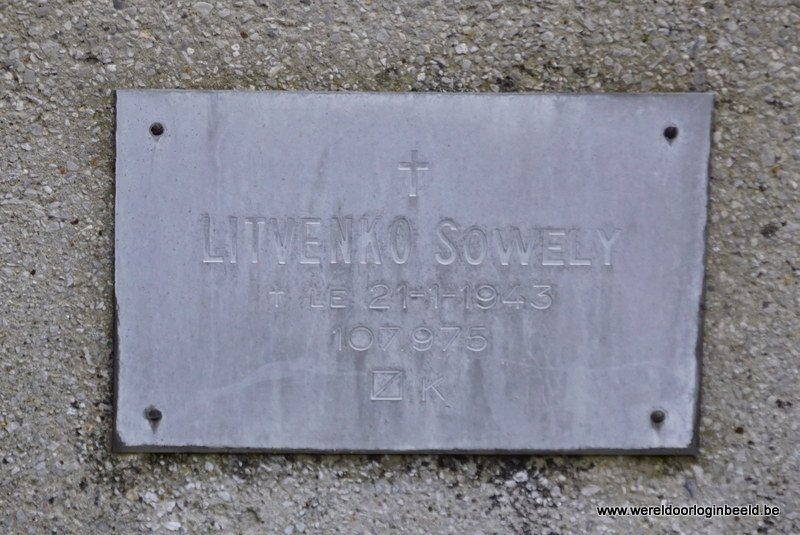 †
LITVENKO SOWELY
† LE 21-1-1943
107.975
Z K
www.wereldoorloginbeeld.be